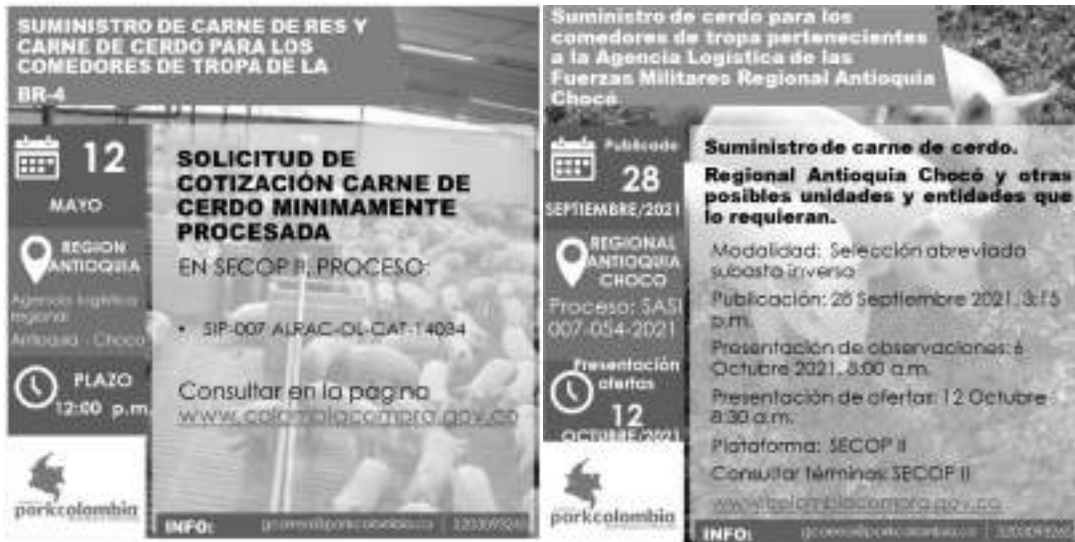 SUMINISTRO DE CARNE DE RES Y
CARNE DE CERDO PARA LOS
COMEDORES DE TROPA DE LA
BR-4
12
MAYO
REGION
ANTIOQUIA
Agencia logistica
regional
Antioquia - Choco
PLAZO
12:00 p.m.
porkcolombia
SOLICITUD DE
COTIZACIÓN CARNE DE
CERDO MINIMAMENTE
PROCESADA
EN SECOP II, PROCESO:
• SIP-007 ALRAC-OL-CAT-14084
Consultar en la pagina
www.colombiacompra.gov.co
INFO:
Suministro de cerdo para los
comedores de tropa pertenecientes
a la Agencia Logística de las
Fuerzas Militares Regional Antioquia
Chocó
Publicado
28
SEPTIEMBRE/2021
REGIONAL
ANTIOQUIA
CHOCO
Proceso: SASI
007-054-2021
Presentación
ofertas
12
OCTUBRE/2021
porkcolombia
Suministro de carne de cerdo.
Regional Antioquia Chocó y otras
posibles unidades y entidades que
lo requieran.
Modalidad: Selección abreviada
subasta inversa
Publicación: 28 Septiembre 2021, 3:15
p.m.
Presentación de observaciones: 6
Octubre 2021, 8:00 a.m.
Presentación de ofertas: 12 Octubre
8:30 a.m.
Plataforma: SECOP II
Consultar términos: SECOP II
www.colombiacompra.gov.co
INFO: